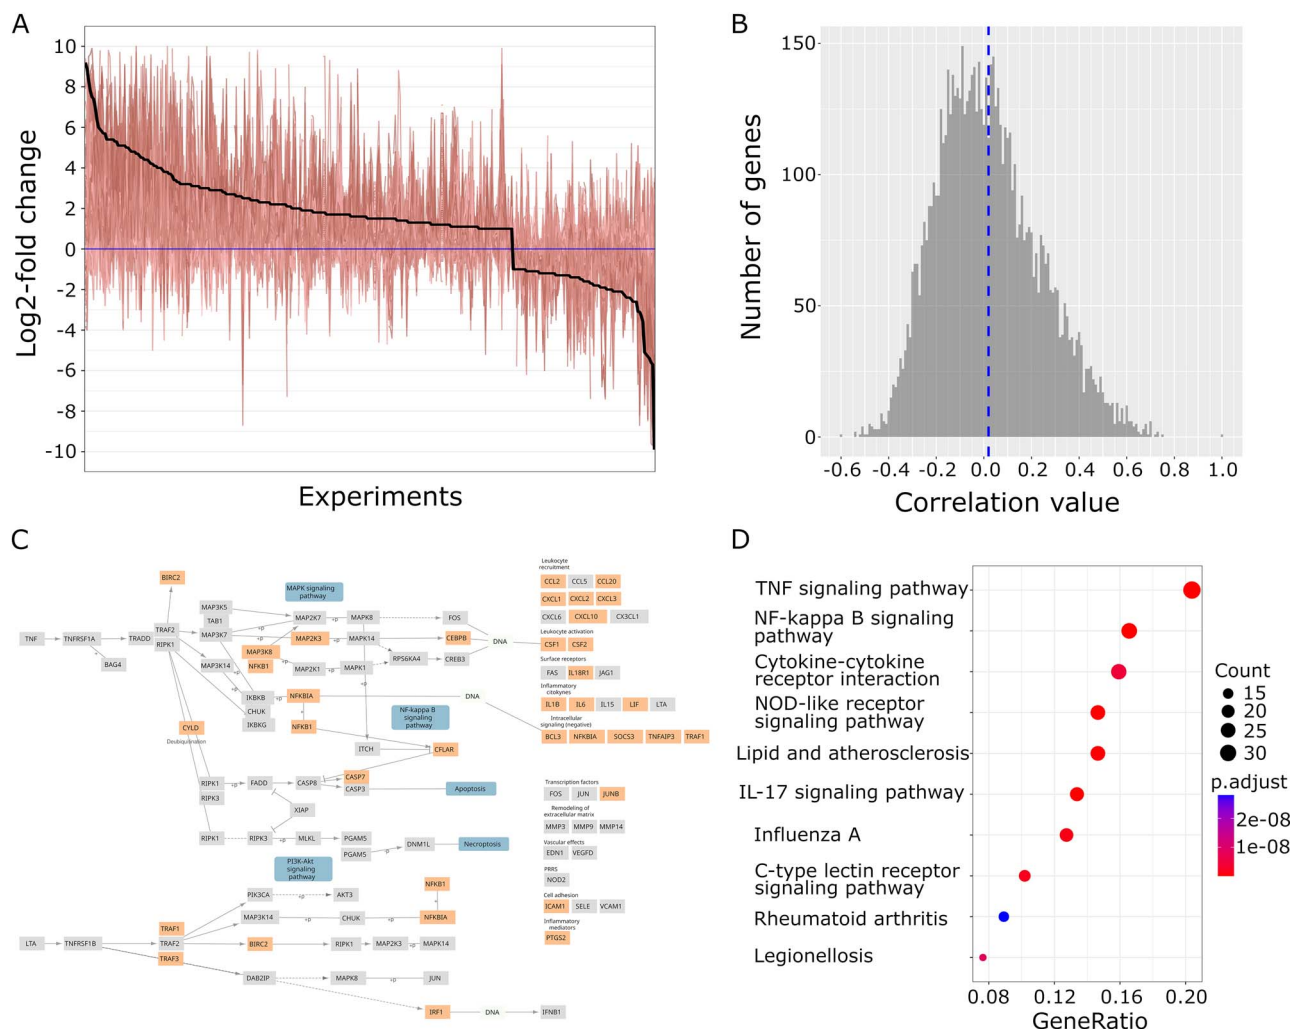 A
Log2-fold change
10
8
6
4
2
0
-2
-4
-6
-8
-10
Experiments
B
Number of genes
150
100
50
0
-0.6
-0.2
0.0
0.2
0.4
0.6
0.8
1.0
Correlation value
C
BIRC2
MAPK signaling
pathway
MAP3K5
TAB1
MAP3K7
MAP2K7
MAPK8
FOS
TNF
TNFRSF1A
TRADD
TRAF2
RIPK1
BAG4
MAP3K8
NFKB1
MAP2K3
MAPK14
CEBPB
DNA
MAP3K14
MAP2K1
MAPK1
RPS6KA4
CREB3
+p
+p
+p
+p
+p
+p
+p
IKBKB
CHUK
IKBKG
NFKBIA
DNA
+p
+p
NFKB1
NF-kappa B
signaling
pathway
CYLD
Deubiquitination
ITCH
CFLAR
RIPK1
RIPK3
+p
FADD
CASP8
CASP7
CASP3
Apoptosis
XIAP
RIPK1
RIPK3
+p
MLKL
PGAM5
PGAM5
DNM1L
Necroptosis
PI3K-Akt
signaling
pathway
PIK3CA
+p
AKT3
NFKB1
MAP3K14
+p
CHUK
+p
NFKBIA
LTA
TNFRSF1B
TRAF1
TRAF2
TRAF3
BIRC2
RIPK1
MAP2K3
MAPK14
DAB2IP
MAPK8
+p
JUN
IRF1
DNA
IFNB1
Leukocyte
recruitment
CCL2
CCL5
CCL20
CXCL1
CXCL2
CXCL3
CXCL6
CXCL10
CX3CL1
Leukocyte activation
CSF1
CSF2
Surface receptors
FAS
IL18R1
JAG1
Inflammatory
citokynes
IL1B
IL6
IL15
LIF
LTA
Intracellular
signaling (negative)
BCL3
NFKBIA
SOCS3
TNFAIP3
TRAF1
Transcription factors
FOS
JUN
JUNB
Remodeling of
extracellular matrix
MMP3
MMP9
MMP14
Vascular effects
EDN1
VEGFD
PRRS
NOD2
Cell adhesion
ICAM1
SELE
VCAM1
Inflammatory
mediators
PTGS2
D
TNF signaling pathway
NF-kappa B signaling
pathway
Cytokine-cytokine
receptor interaction
NOD-like receptor
signaling pathway
Lipid and atherosclerosis
IL-17 signaling pathway
Influenza A
C-type lectin receptor
signaling pathway
Rheumatoid arthritis
Legionellosis
0.08
0.12
0.16
0.20
GeneRatio
Count
15
20
25
30
p.adjust
2e-08
1e-08